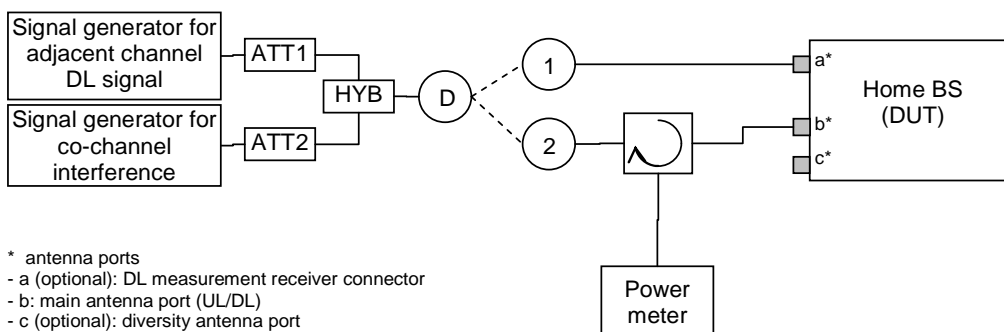 Signal generator for
adjacent channel
DL signal
ATT1
HYB
D
1
2
Signal generator for
co-channel
interference
ATT2
a*
b*
c*
Home BS
(DUT)
Power
meter
* antenna ports
- a (optional): DL measurement receiver connector
- b: main antenna port (UL/DL)
- c (optional): diversity antenna port